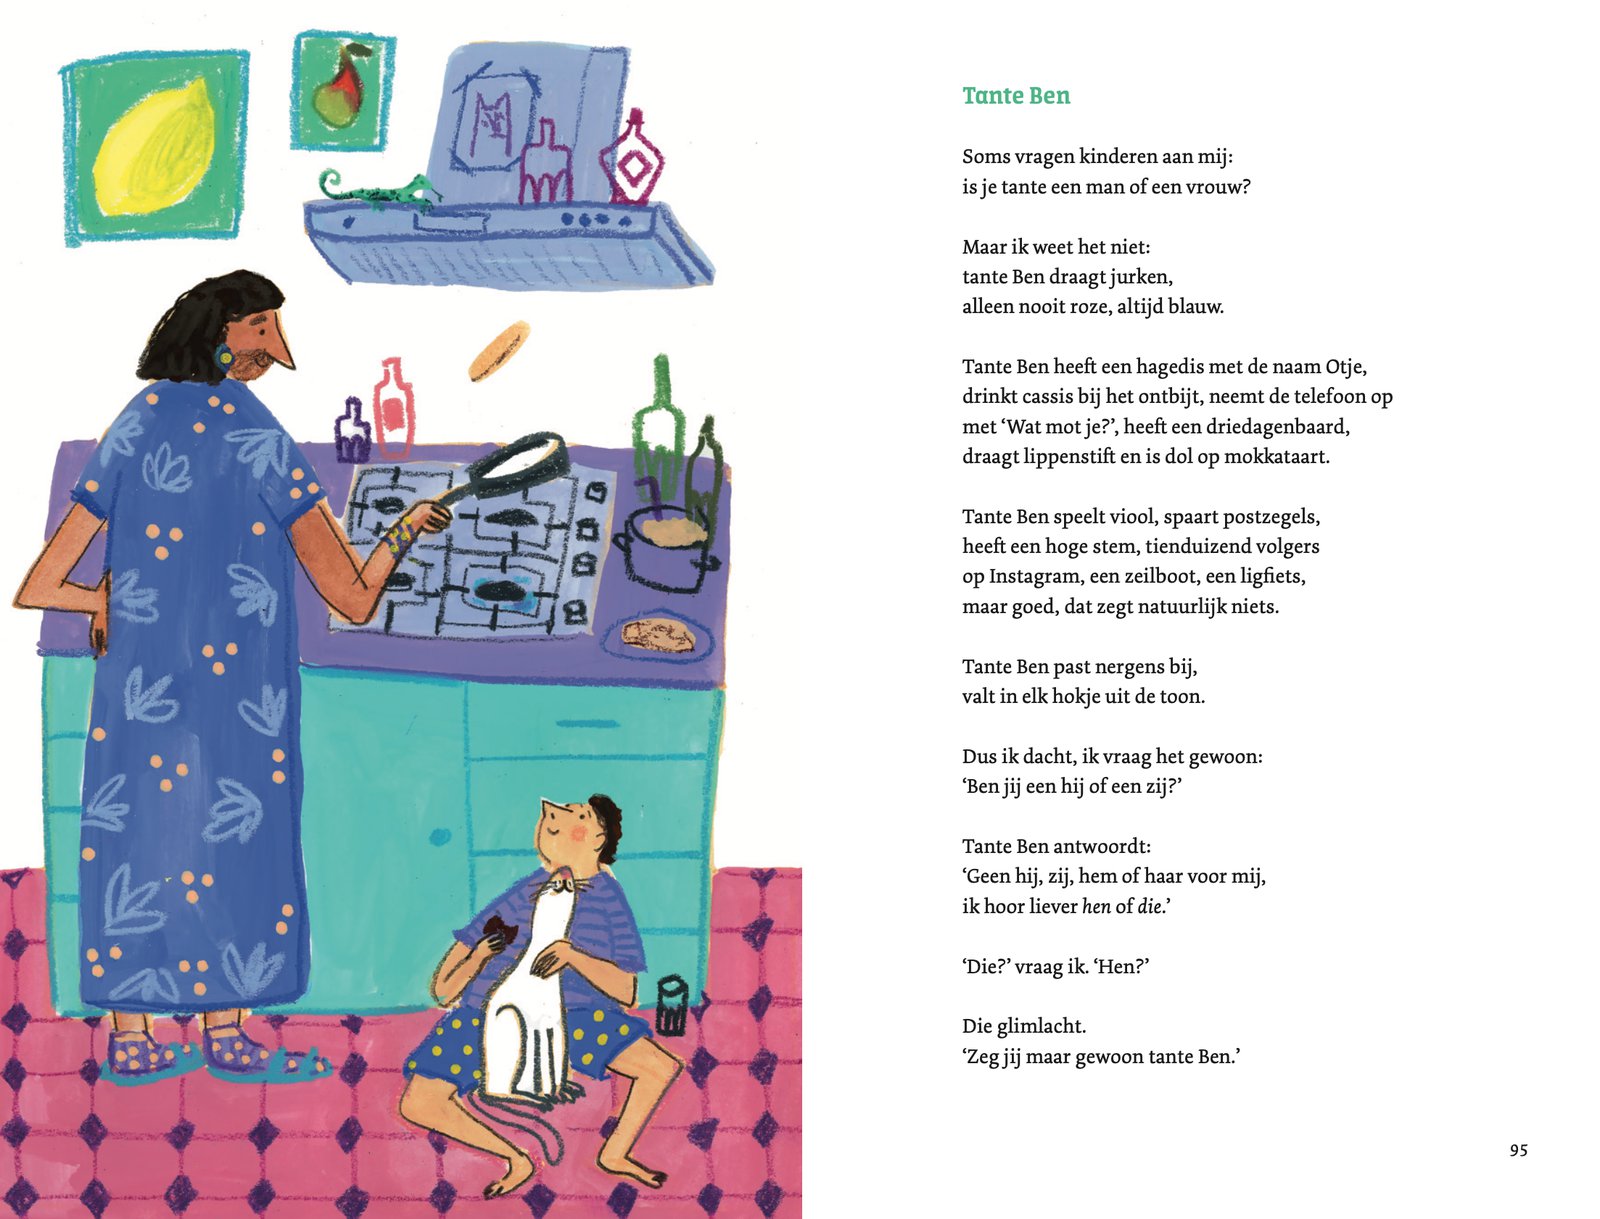 Tante Ben
Soms vragen kinderen aan mij:
is je tante een man of een vrouw?
Maar ik weet het niet:
tante Ben draagt jurken,
alleen nooit roze, altijd blauw.
Tante Ben heeft een hagedis met de naam Otje,
drinkt cassis bij het ontbijt, neemt de telefoon op
met ‘Wat mot je?’, heeft een driedagenbaard,
draagt lippenstift en is dol op mokkataart.
Tante Ben speelt viool, spaart postzegels,
heeft een hoge stem, tienduizend volgers
op Instagram, een zeilboot, een ligfiets,
maar goed, dat zegt natuurlijk niets.
Tante Ben past nergens bij,
valt in elk hokje uit de toon.
Dus ik dacht, ik vraag het gewoon:
‘Ben jij een hij of een zij?’
Tante Ben antwoordt:
‘Geen hij, zij, hem of haar voor mij,
ik hoor liever hen of die.’
‘Die?’ vraag ik. ‘Hen?’
Die glimlacht.
‘Zeg jij maar gewoon tante Ben.’
95